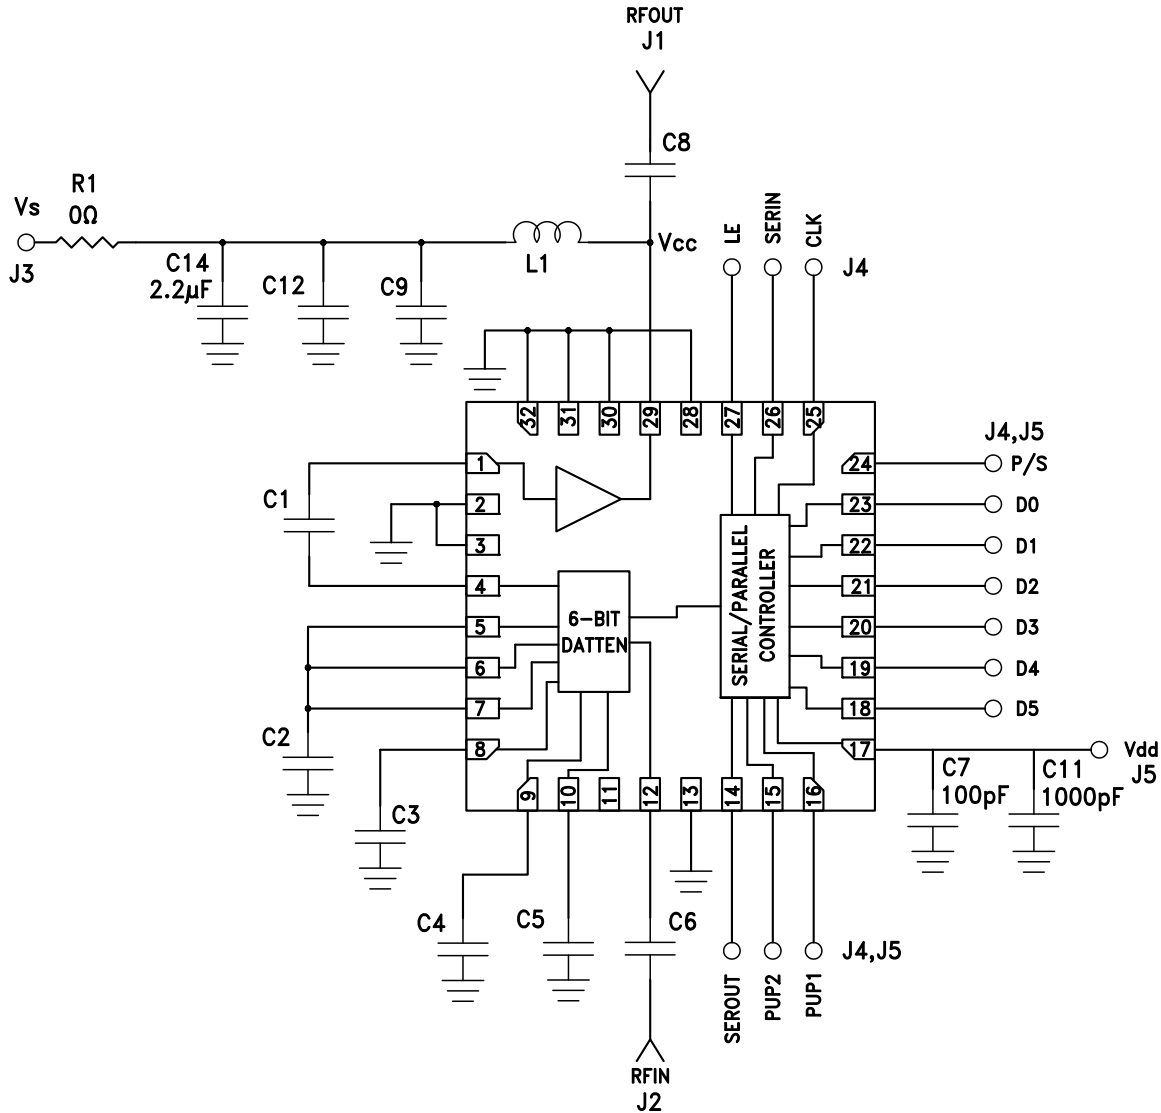 RFOUT
J1
C8
R1
0Ω
Vs
J3
C14
2.2µF
C12
C9
L1
Vcc
LE
SERIN
CLK
J4
32
31
30
29
28
27
26
25
1
2
3
4
5
6
7
8
C1
C2
C3
6-BIT
DATTEN
SERIAL/PARALLEL
CONTROLLER
24
23
22
21
20
19
18
17
J4,J5
P/S
D0
D1
D2
D3
D4
D5
Vdd
J5
C7
100pF
C11
1000pF
9
10
11
12
13
14
15
16
C4
C5
C6
J4,J5
SEROUT
PUP2
PUP1
RFIN
J2